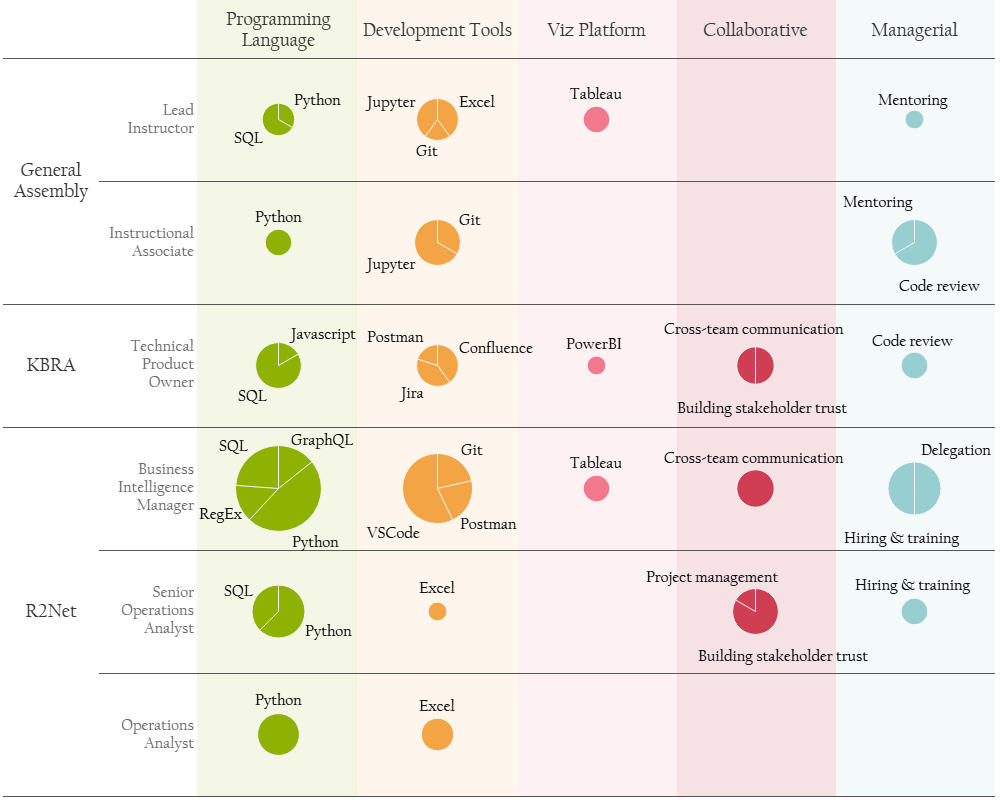 Programming
Language
Development Tools
Viz Platform
Collaborative
Managerial
General
Assembly
Lead
Instructor
Python
SQL
Jupyter
Excel
Git
Tableau
Mentoring
Instructional
Associate
Python
Git
Jupyter
Mentoring
Code review
KBRA
Technical
Product
Owner
Javascript
SQL
Postman
Confluence
Jira
PowerBI
Cross-team communication
Building stakeholder trust
Code review
R2Net
Business
Intelligence
Manager
SQL
GraphQL
RegEx
Python
Git
VSCode
Postman
Tableau
Cross-team communication
Delegation
Hiring & training
Senior
Operations
Analyst
SQL
Python
Excel
Project management
Building stakeholder trust
Hiring & training
Operations
Analyst
Python
Excel